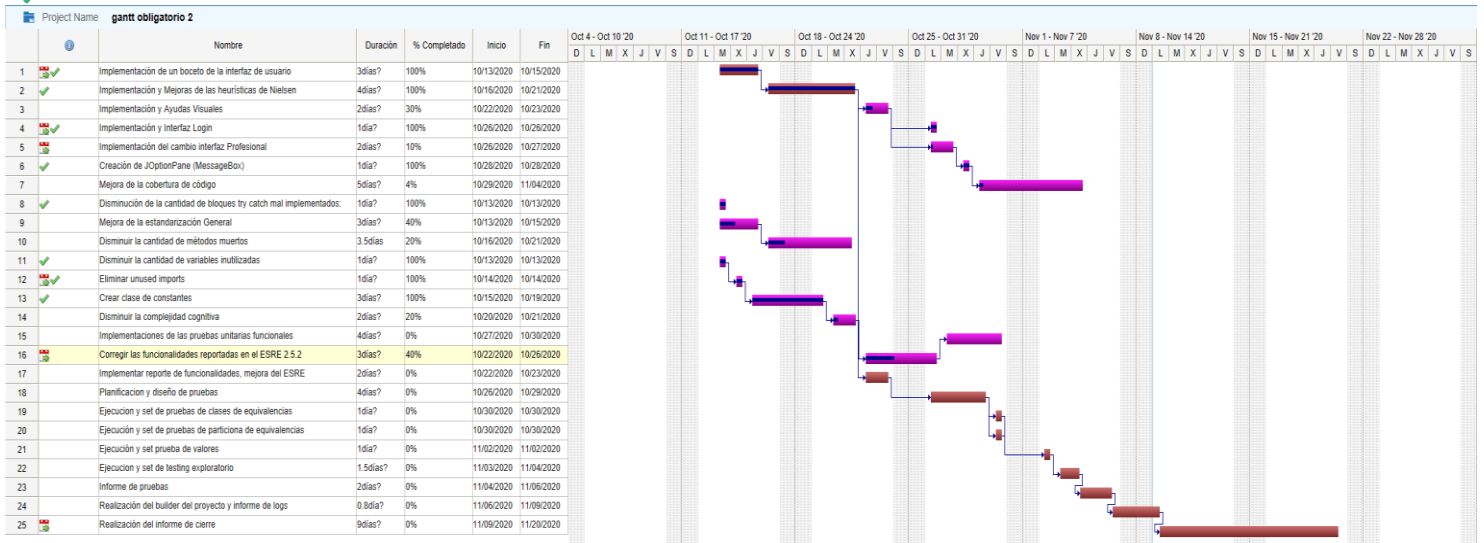 Project Name gantt obligatorio 2
Nombre Duración % Completado Inicio Fin
Oct 4 - Oct 10 '20 Oct 11 - Oct 17 '20 Oct 18 - Oct 24 '20 Oct 25 - Oct 31 '20 Nov 1 - Nov 7 '20 Nov 8 - Nov 14 '20 Nov 15 - Nov 21 '20 Nov 22 - Nov 28 '20
D L M X J V S D L M X J V S D L M X J V S D L M X J V S D L M X J V S D L M X J V S D L M X J V S D L M X J V S
1 Implementación de un boceto de la interfaz de usuario 3días? 100% 10/13/2020 10/15/2020
2 Implementación y Mejoras de las heurísticas de Nielsen 4días? 100% 10/16/2020 10/21/2020
3 Implementación y Ayudas Visuales 2días? 30% 10/22/2020 10/23/2020
4 Implementación y Interfaz Login 1día? 100% 10/26/2020 10/26/2020
5 Implementación del cambio interfaz Profesional 2días? 10% 10/26/2020 10/27/2020
6 Creación de JOptionPane (MessageBox) 1día? 100% 10/28/2020 10/28/2020
7 Mejora de la cobertura de código 5días? 4% 10/29/2020 11/04/2020
8 Disminución de la cantidad de bloques try catch mal implementados: 1día? 100% 10/13/2020 10/13/2020
9 Mejora de la estandarización General 3días? 40% 10/13/2020 10/15/2020
10 Disminuir la cantidad de métodos muertos 3.5días 20% 10/16/2020 10/21/2020
11 Disminuir la cantidad de variables inutilizadas 1día? 100% 10/13/2020 10/13/2020
12 Eliminar unused imports 1día? 100% 10/14/2020 10/14/2020
13 Crear clase de constantes 3días? 100% 10/15/2020 10/19/2020
14 Disminuir la complejidad cognitiva 2días? 20% 10/20/2020 10/21/2020
15 Implementaciones de las pruebas unitarias funcionales 4días? 0% 10/27/2020 10/30/2020
16 Corregir las funcionalidades reportadas en el ESRE 2.5.2 3días? 40% 10/22/2020 10/26/2020
17 Implementar reporte de funcionalidades, mejora del ESRE 2días? 0% 10/22/2020 10/23/2020
18 Planificacion y diseño de pruebas 4días? 0% 10/26/2020 10/29/2020
19 Ejecucion y set de pruebas de clases de equivalencias 1día? 0% 10/30/2020 10/30/2020
20 Ejecución y set de pruebas de particiona de equivalencias 1día? 0% 10/30/2020 10/30/2020
21 Ejecución y set prueba de valores 1día? 0% 11/02/2020 11/02/2020
22 Ejecucion y set de testing exploratorio 1.5días? 0% 11/03/2020 11/04/2020
23 Informe de pruebas 2días? 0% 11/04/2020 11/06/2020
24 Realización del builder del proyecto y informe de logs 0.8día? 0% 11/06/2020 11/09/2020
25 Realización del informe de cierre 9días? 0% 11/09/2020 11/20/2020